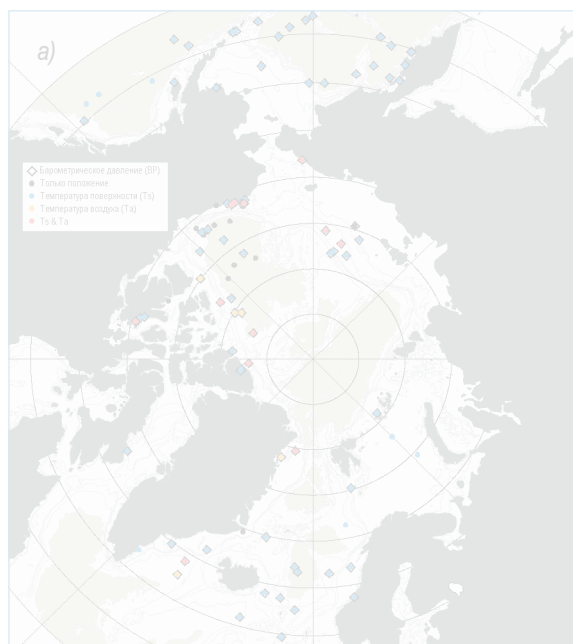 а)
Барометрическое давление (BP)
Только положение
Температура поверхности (Ts)
Температура воздуха (Ta)
Ts & Ta